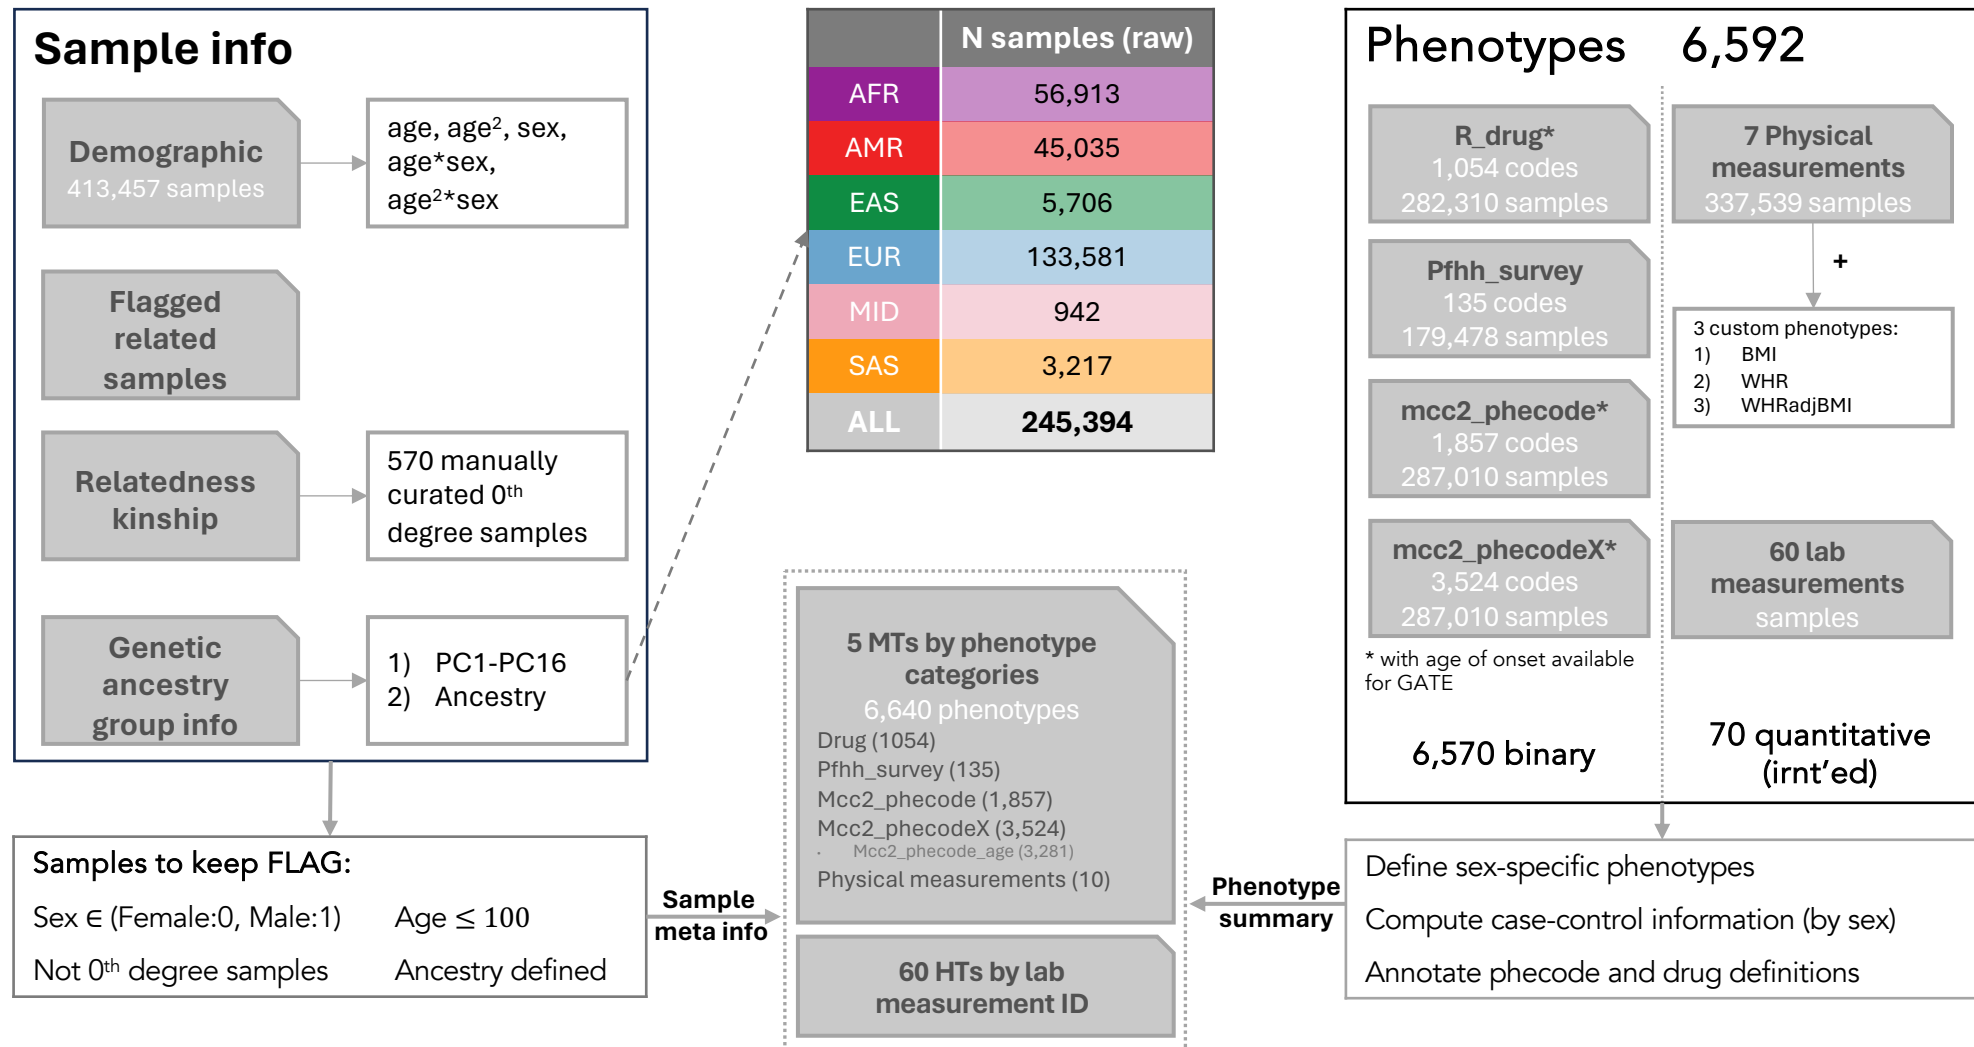 Sample info
Demographic
413,457 samples
age, age², sex,
age*sex,
age²*sex
Flagged
related
samples
Relatedness
kinship
570 manually
curated 0ᵗʰ
degree samples
Genetic
ancestry
group info
1) PC1-PC16
2) Ancestry
Samples to keep FLAG:
Sex ∈ (Female:0, Male:1) Age ≤ 100
Not 0ᵗʰ degree samples Ancestry defined
N samples (raw)
AFR 56,913
AMR 45,035
EAS 5,706
EUR 133,581
MID 942
SAS 3,217
ALL 245,394
Sample
meta info
5 MTs by phenotype
categories
6,640 phenotypes
Drug (1054)
Pfhh_survey (135)
Mcc2_phecode (1,857)
Mcc2_phecodeX (3,524)
· Mcc2_phecode_age (3,281)
Physical measurements (10)
60 HTs by lab
measurement ID
Phenotype
summary
Phenotypes 6,592
R_drug*
1,054 codes
282,310 samples
Pfhh_survey
135 codes
179,478 samples
mcc2_phecode*
1,857 codes
287,010 samples
mcc2_phecodeX*
3,524 codes
287,010 samples
* with age of onset available
for GATE
6,570 binary
7 Physical
measurements
337,539 samples
+
3 custom phenotypes:
1) BMI
2) WHR
3) WHRadjBMI
60 lab
measurements
samples
70 quantitative
(irnt’ed)
Define sex-specific phenotypes
Compute case-control information (by sex)
Annotate phecode and drug definitions